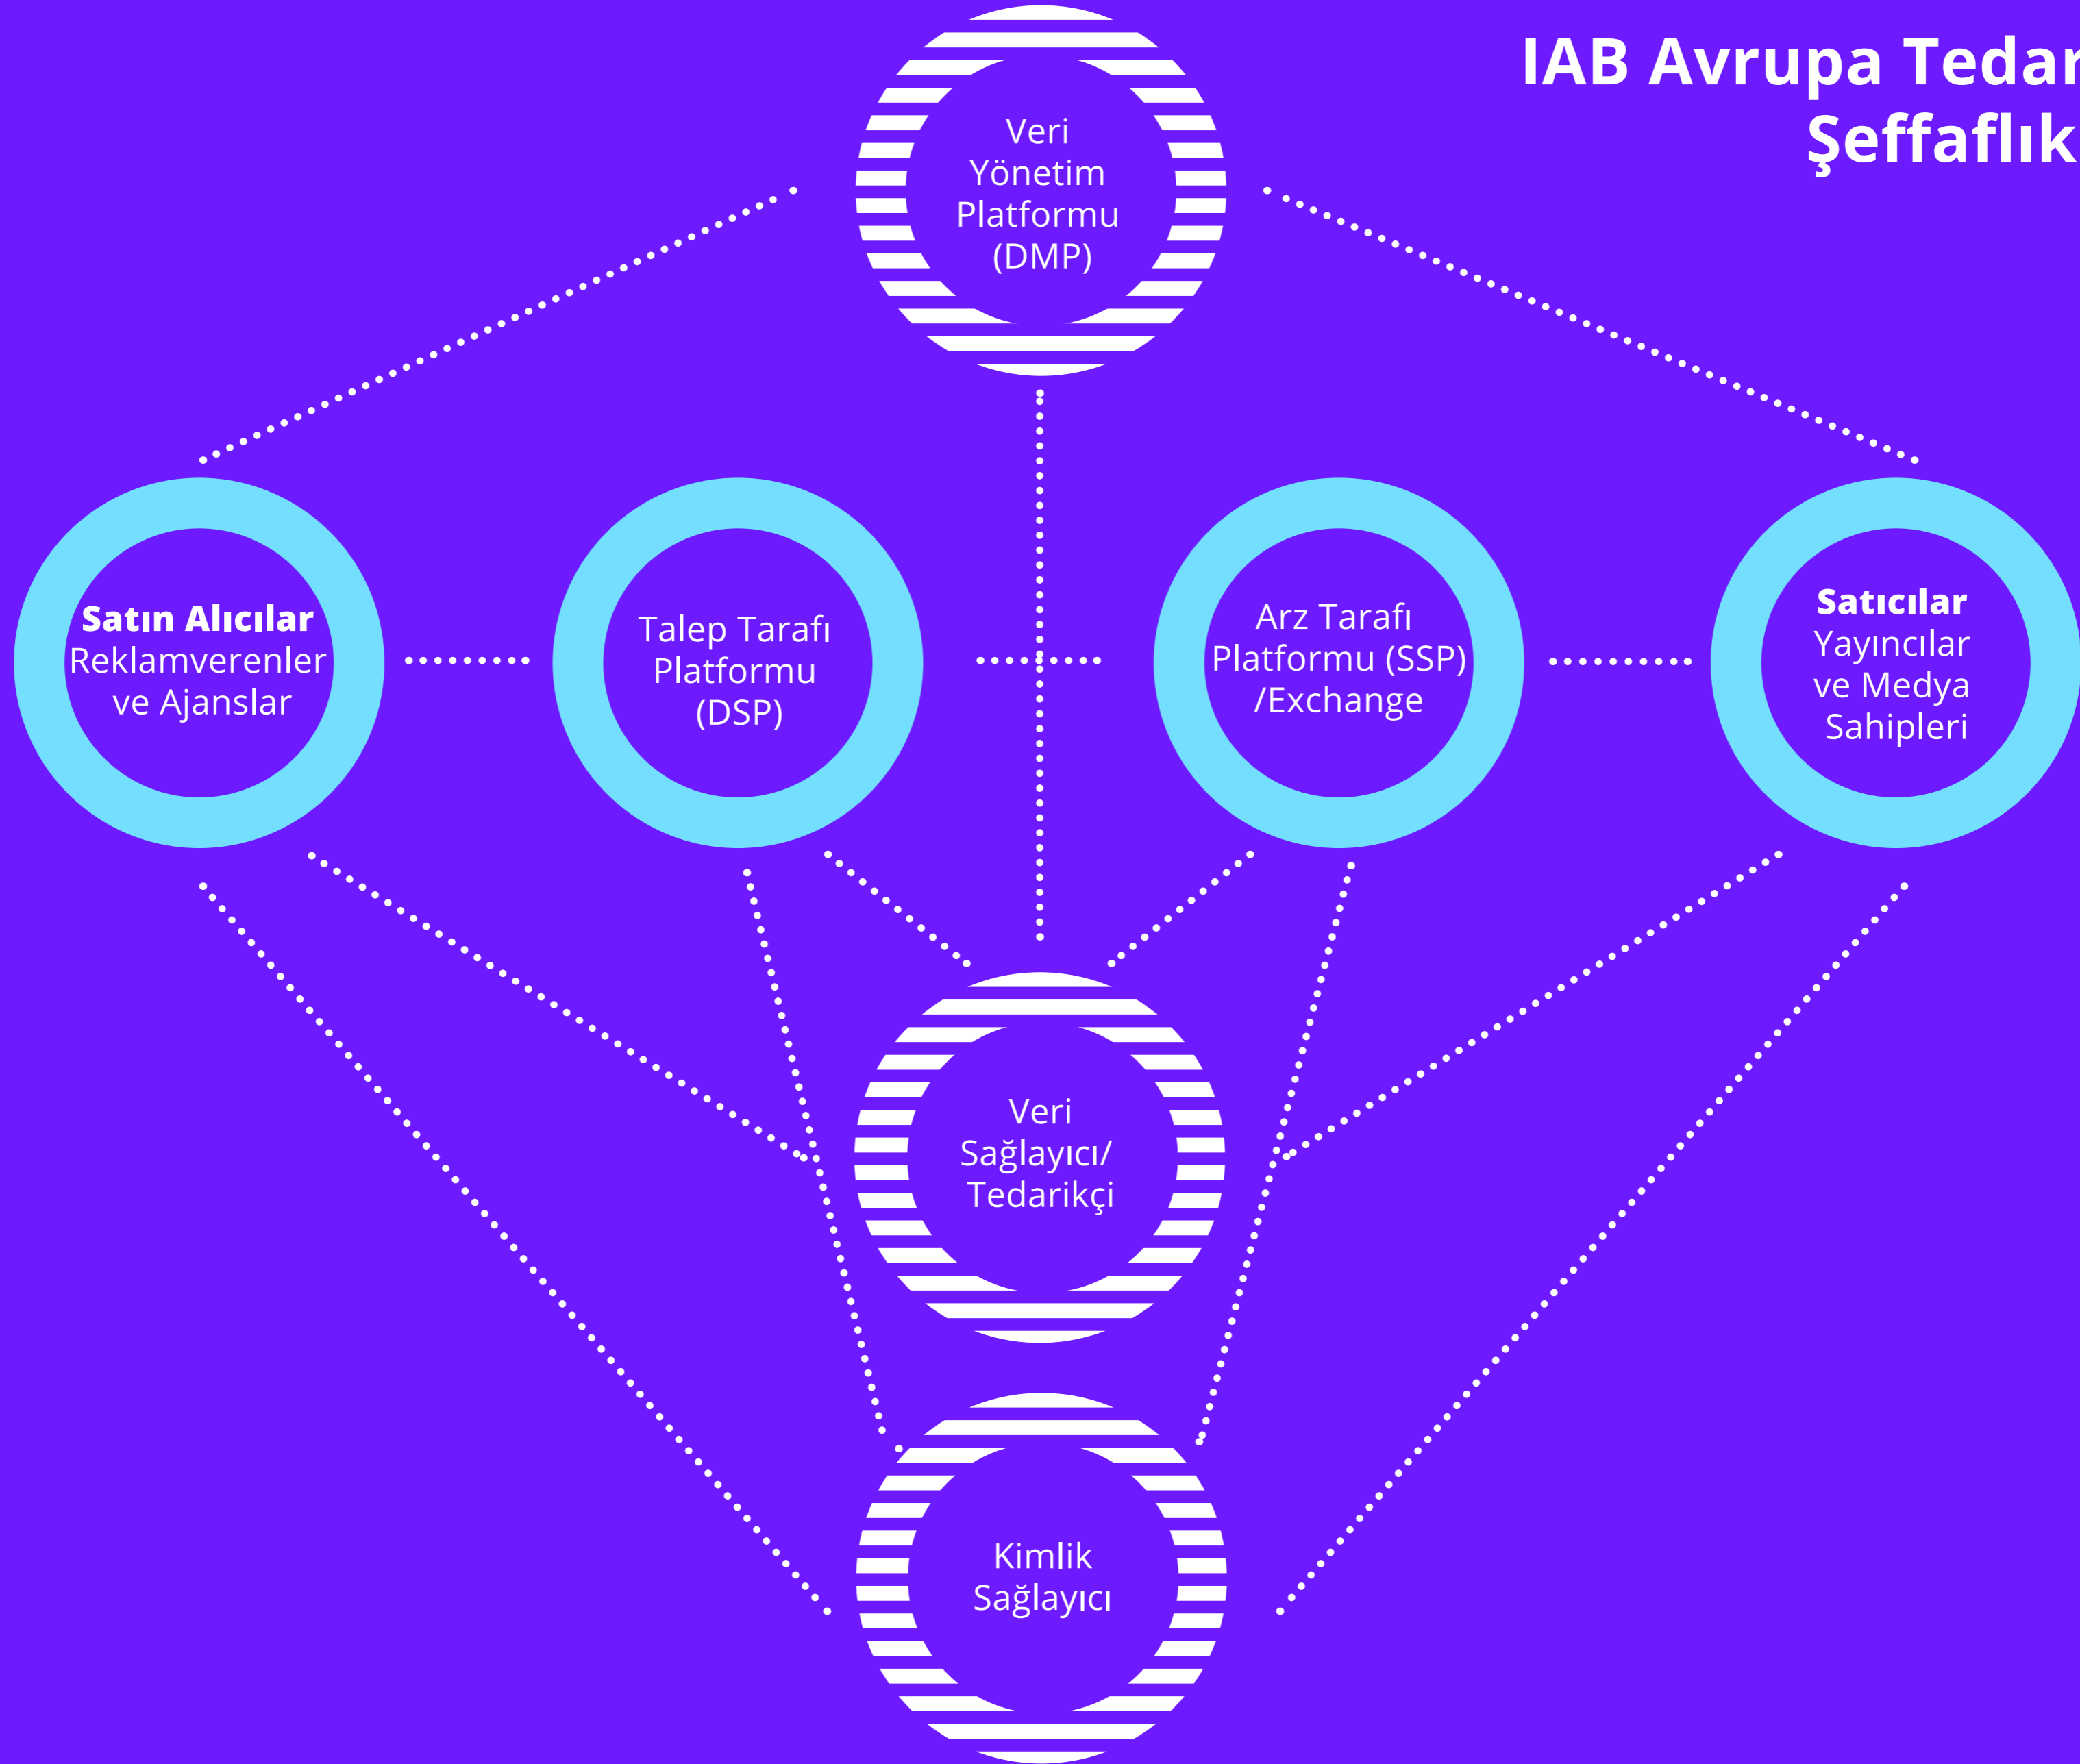 IAB Avrupa Tedar
Şeffaflık
Veri
Yönetim
Platformu
(DMP)
Satın Alıcılar
Reklamverenler
ve Ajanslar
Talep Tarafı
Platformu
(DSP)
Arz Tarafı
Platformu (SSP)
/Exchange
Satıcılar
Yayıncılar
ve Medya
Sahipleri
Veri
Sağlayıcı/
Tedarikçi
Kimlik
Sağlayıcı